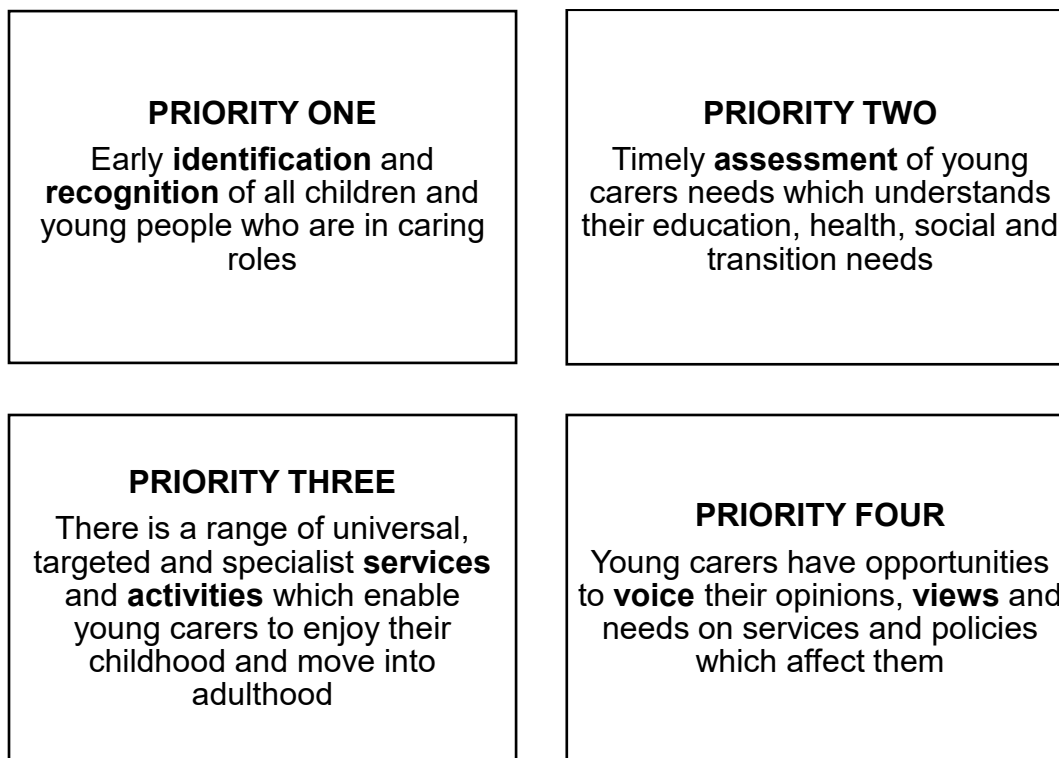 PRIORITY ONE
Early identification and
recognition of all children and
young people who are in caring
roles
PRIORITY TWO
Timely assessment of young
carers needs which understands
their education, health, social and
transition needs
PRIORITY THREE
There is a range of universal,
targeted and specialist services
and activities which enable
young carers to enjoy their
childhood and move into
adulthood
PRIORITY FOUR
Young carers have opportunities
to voice their opinions, views and
needs on services and policies
which affect them